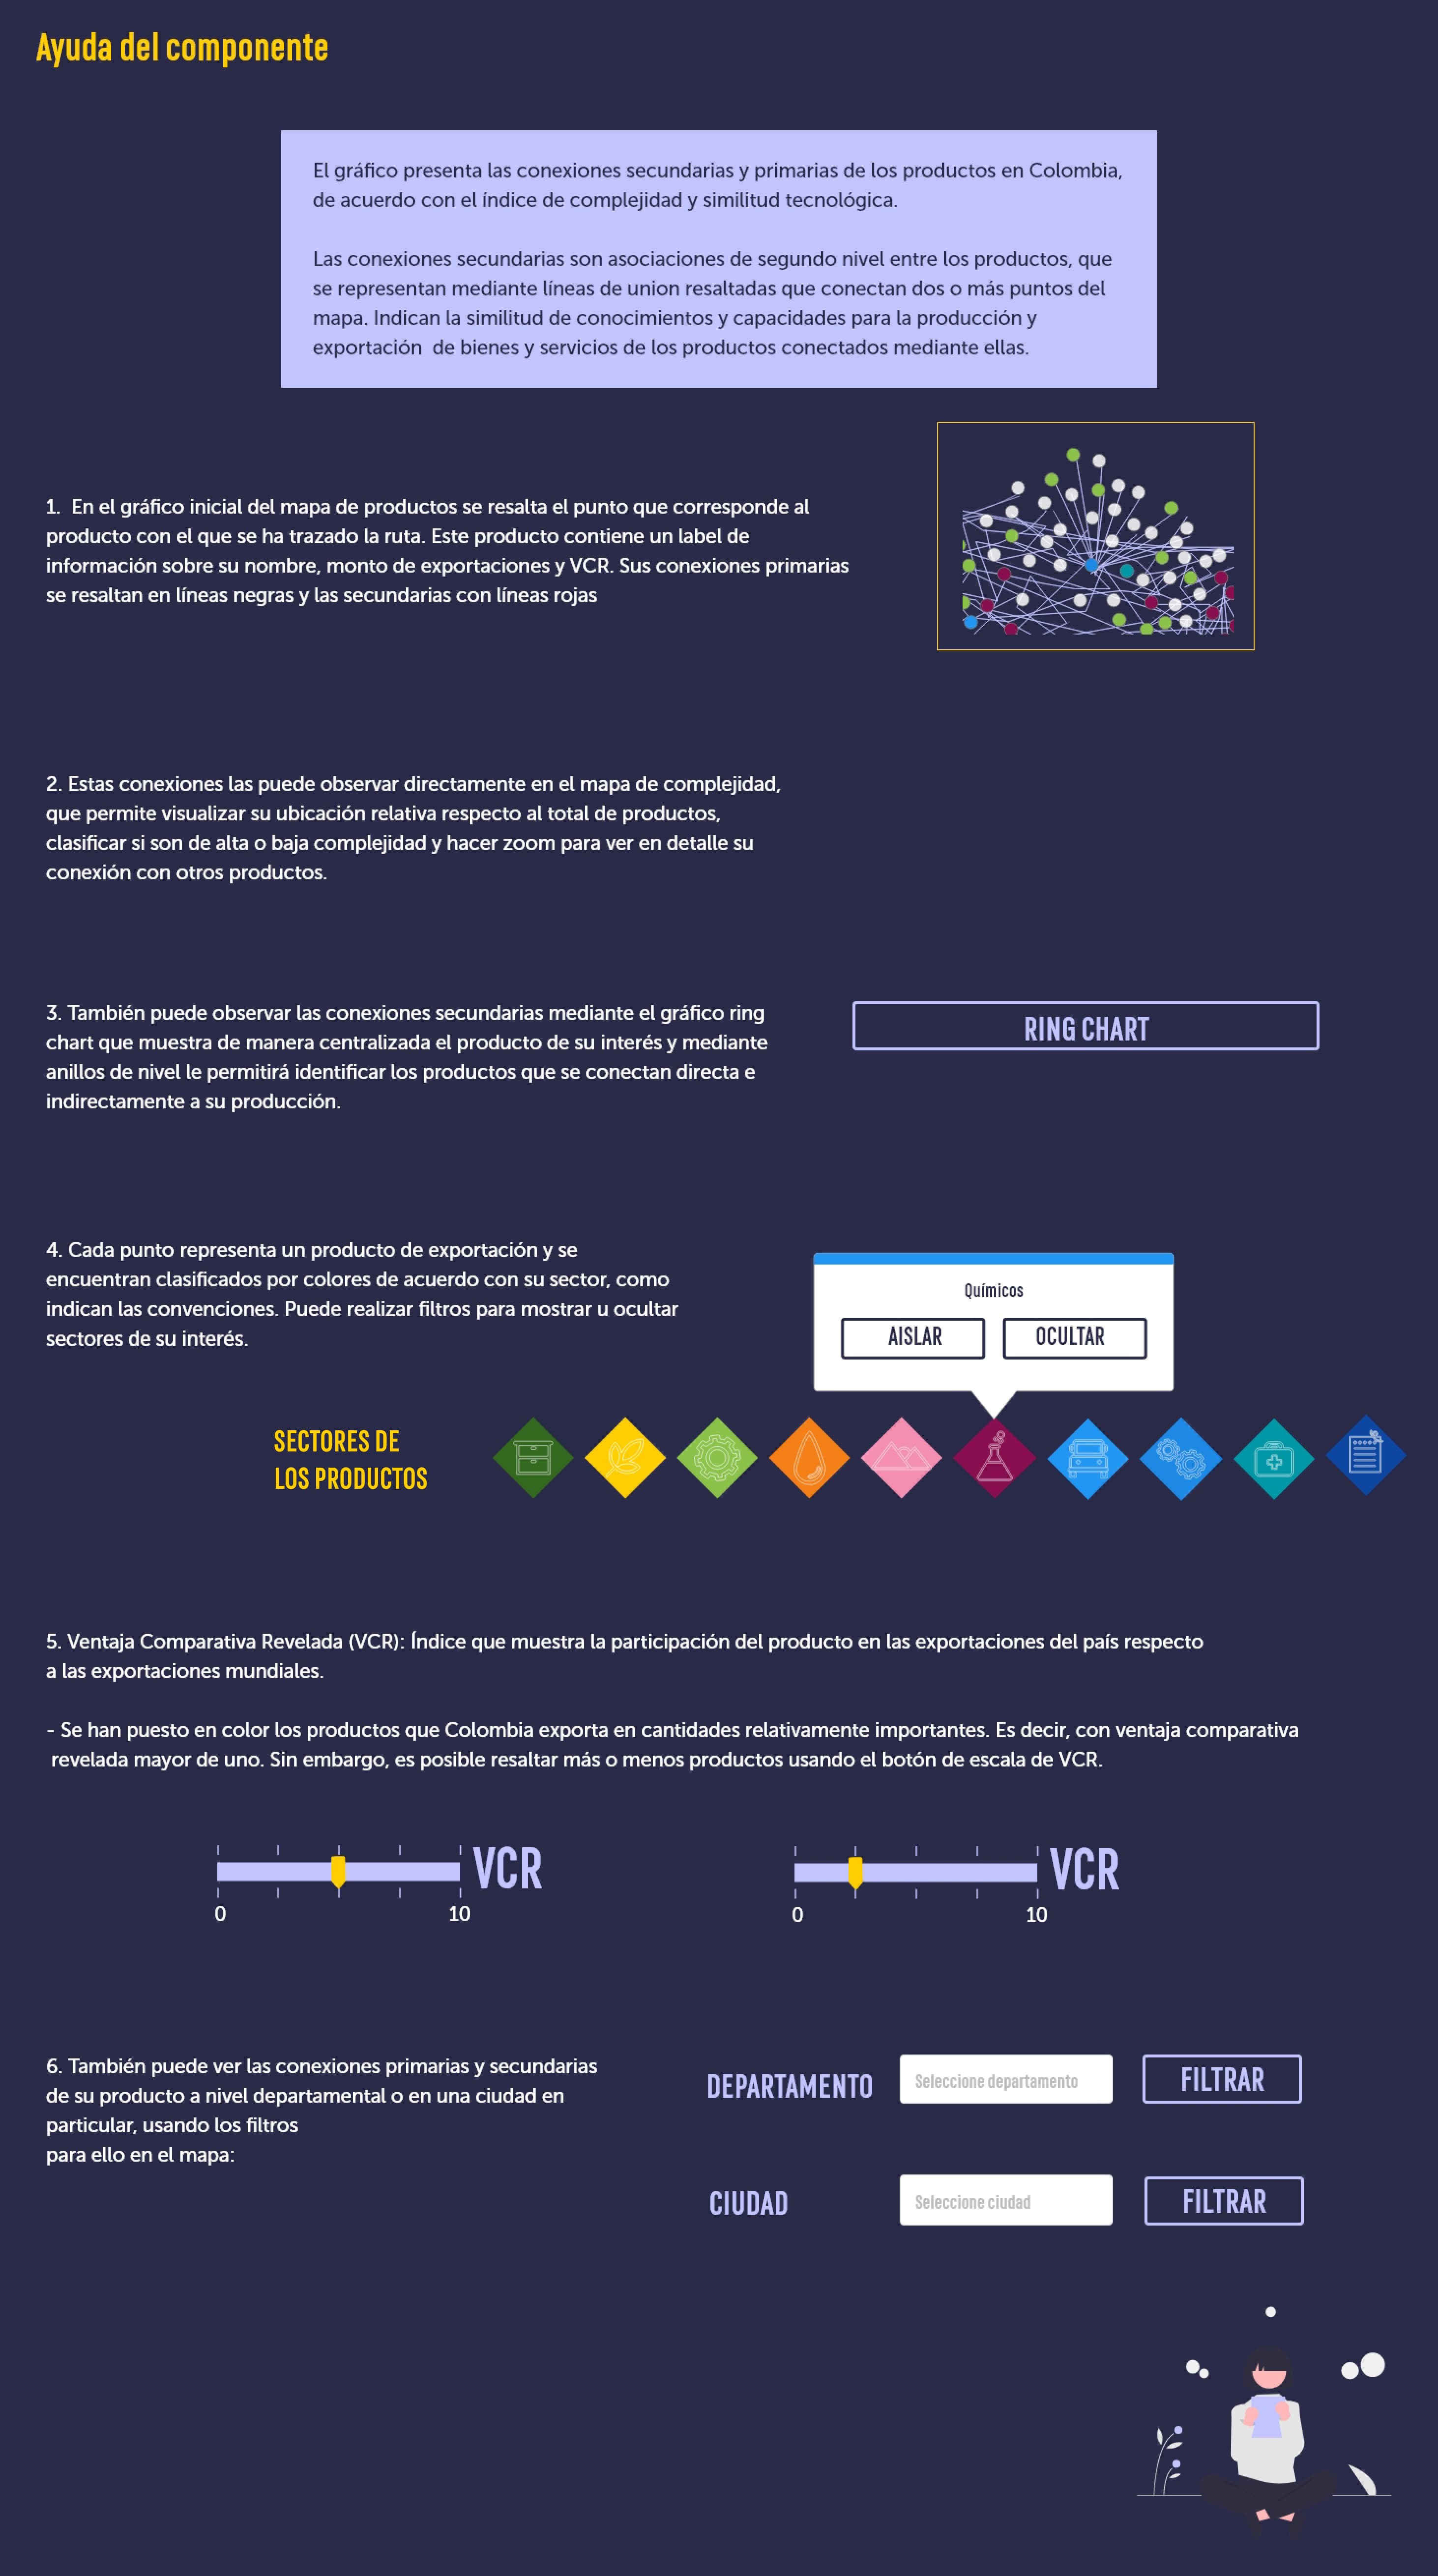 Ayuda del componente
El gráfico presenta las conexiones secundarias y primarias de los productos en Colombia,
de acuerdo con el índice de complejidad y similitud tecnológica.
Las conexiones secundarias son asociaciones de segundo nivel entre los productos, que
se representan mediante líneas de union resaltadas que conectan dos o más puntos del
mapa. Indican la similitud de conocimientos y capacidades para la producción y
exportación de bienes y servicios de los productos conectados mediante ellas.
1. En el gráfico inicial del mapa de productos se resalta el punto que corresponde al
producto con el que se ha trazado la ruta. Este producto contiene un label de
información sobre su nombre, monto de exportaciones y VCR. Sus conexiones primarias
se resaltan en líneas negras y las secundarias con líneas rojas
2. Estas conexiones las puede observar directamente en el mapa de complejidad,
que permite visualizar su ubicación relativa respecto al total de productos,
clasificar si son de alta o baja complejidad y hacer zoom para ver en detalle su
conexión con otros productos.
3. También puede observar las conexiones secundarias mediante el gráfico ring
chart que muestra de manera centralizada el producto de su interés y mediante
anillos de nivel le permitirá identificar los productos que se conectan directa e
indirectamente a su producción.
RING CHART
4. Cada punto representa un producto de exportación y se
encuentran clasificados por colores de acuerdo con su sector, como
indican las convenciones. Puede realizar filtros para mostrar u ocultar
sectores de su interés.
Químicos
AISLAR OCULTAR
SECTORES DE
LOS PRODUCTOS
5. Ventaja Comparativa Revelada (VCR): Índice que muestra la participación del producto en las exportaciones del país respecto
a las exportaciones mundiales.
- Se han puesto en color los productos que Colombia exporta en cantidades relativamente importantes. Es decir, con ventaja comparativa
revelada mayor de uno. Sin embargo, es posible resaltar más o menos productos usando el botón de escala de VCR.
VCR
0 10
VCR
0 10
6. También puede ver las conexiones primarias y secundarias
de su producto a nivel departamental o en una ciudad en
particular, usando los filtros
para ello en el mapa:
DEPARTAMENTO Seleccione departamento FILTRAR
CIUDAD Seleccione ciudad FILTRAR